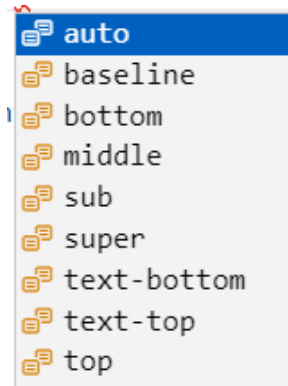 auto
baseline
bottom
middle
sub
super
text-bottom
text-top
top